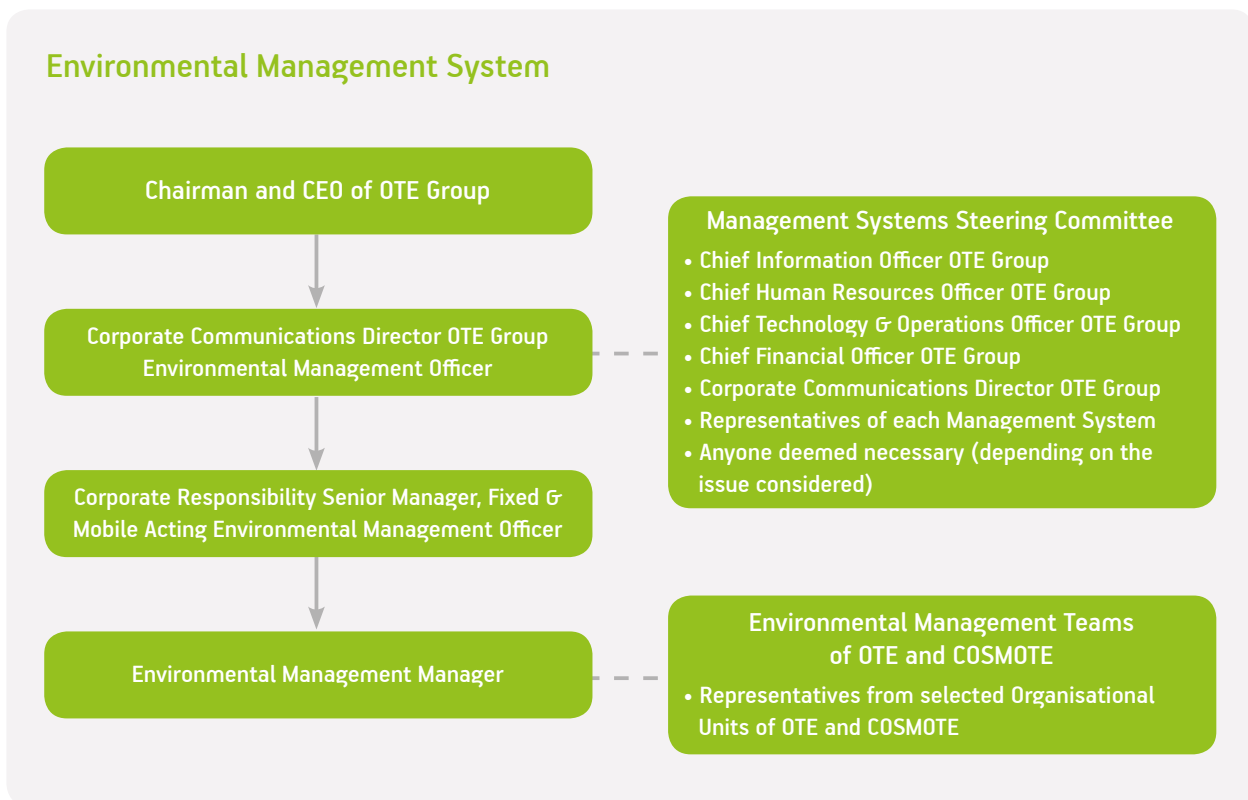 Environmental Management System
Chairman and CEO of OTE Group
Corporate Communications Director OTE Group
Environmental Management Officer
Corporate Responsibility Senior Manager, Fixed &
Mobile Acting Environmental Management Officer
Environmental Management Manager
Management Systems Steering Committee
• Chief Information Officer OTE Group
• Chief Human Resources Officer OTE Group
• Chief Technology & Operations Officer OTE Group
• Chief Financial Officer OTE Group
• Corporate Communications Director OTE Group
• Representatives of each Management System
• Anyone deemed necessary (depending on the
issue considered)
Environmental Management Teams
of OTE and COSMOTE
• Representatives from selected Organisational
Units of OTE and COSMOTE